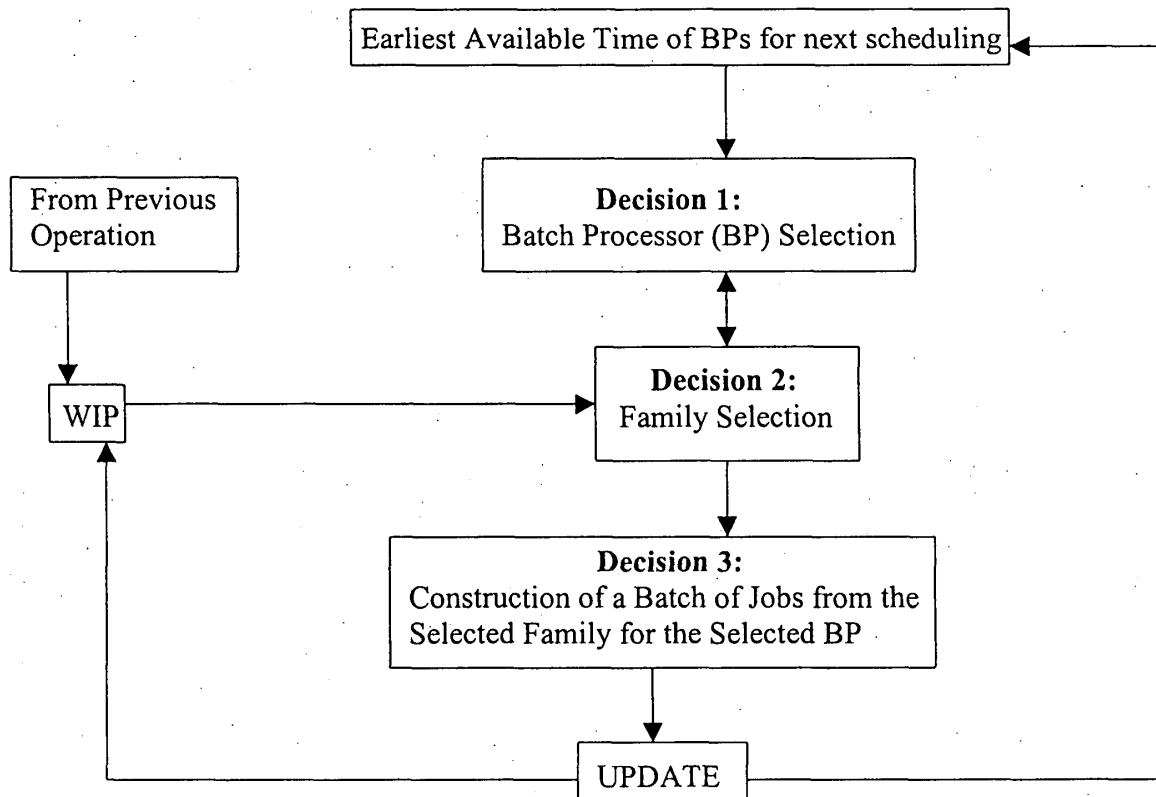 Earliest Available Time of BPs for next scheduling
Decision 1:
Batch Processor (BP) Selection
From Previous
Operation
WIP
Decision 2:
Family Selection
Decision 3:
Construction of a Batch of Jobs from the
Selected Family for the Selected BP
UPDATE